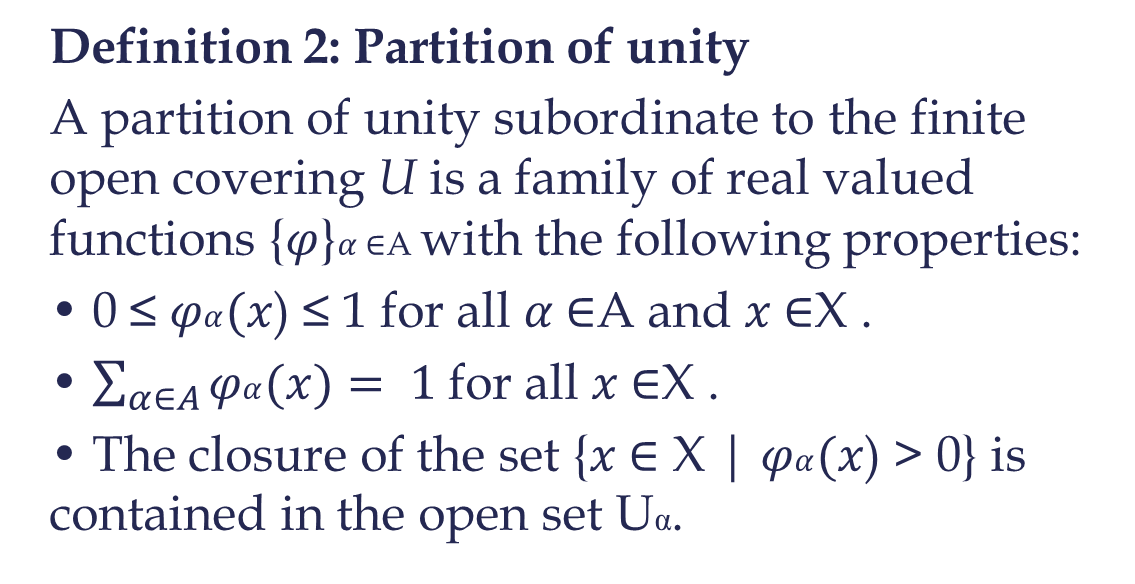 Definition 2: Partition of unity
A partition of unity subordinate to the finite
open covering U is a family of real valued
functions {φ}α ∈A with the following properties:
• 0 ≤ φα(x) ≤ 1 for all α ∈A and x ∈X .
• ∑α∈A φα(x) = 1 for all x ∈X .
• The closure of the set {x ∈ X | φα(x) > 0} is
contained in the open set Uα.